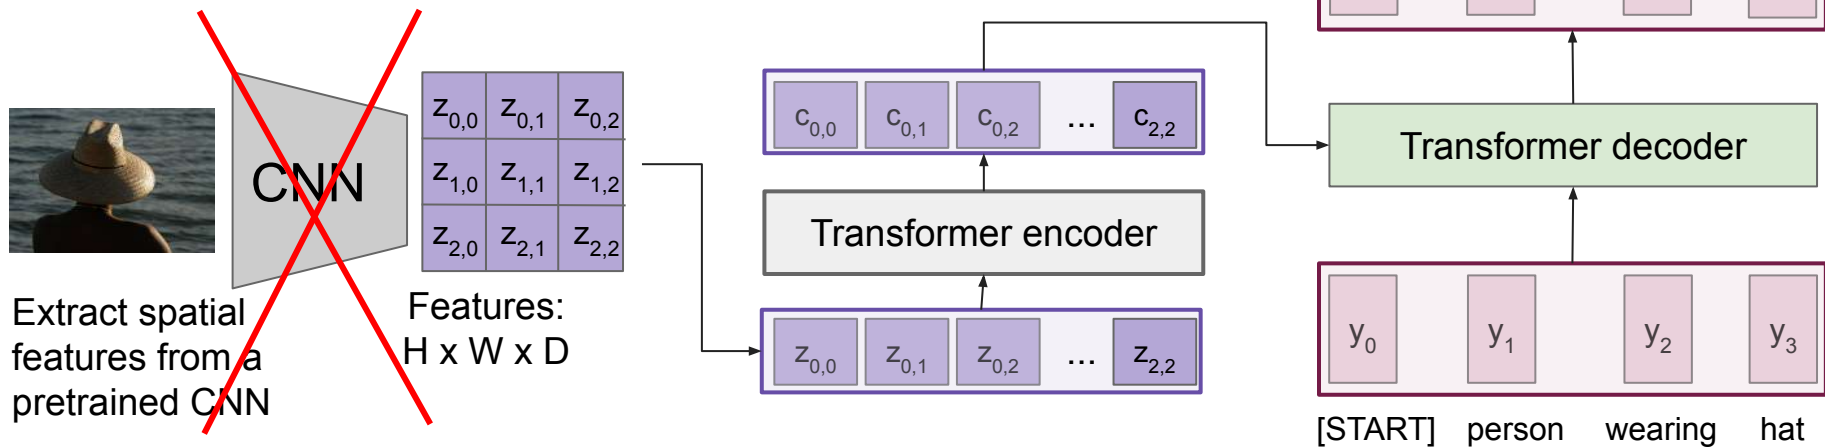 CNN
z0,0 z0,1 z0,2
z1,0 z1,1 z1,2
z2,0 z2,1 z2,2
Extract spatial
features from a
pretrained CNN
Features:
H x W x D
c0,0 c0,1 c0,2 ... c2,2
Transformer encoder
z0,0 z0,1 z0,2 ... z2,2
Transformer decoder
y0 y1 y2 y3
[START] person wearing hat